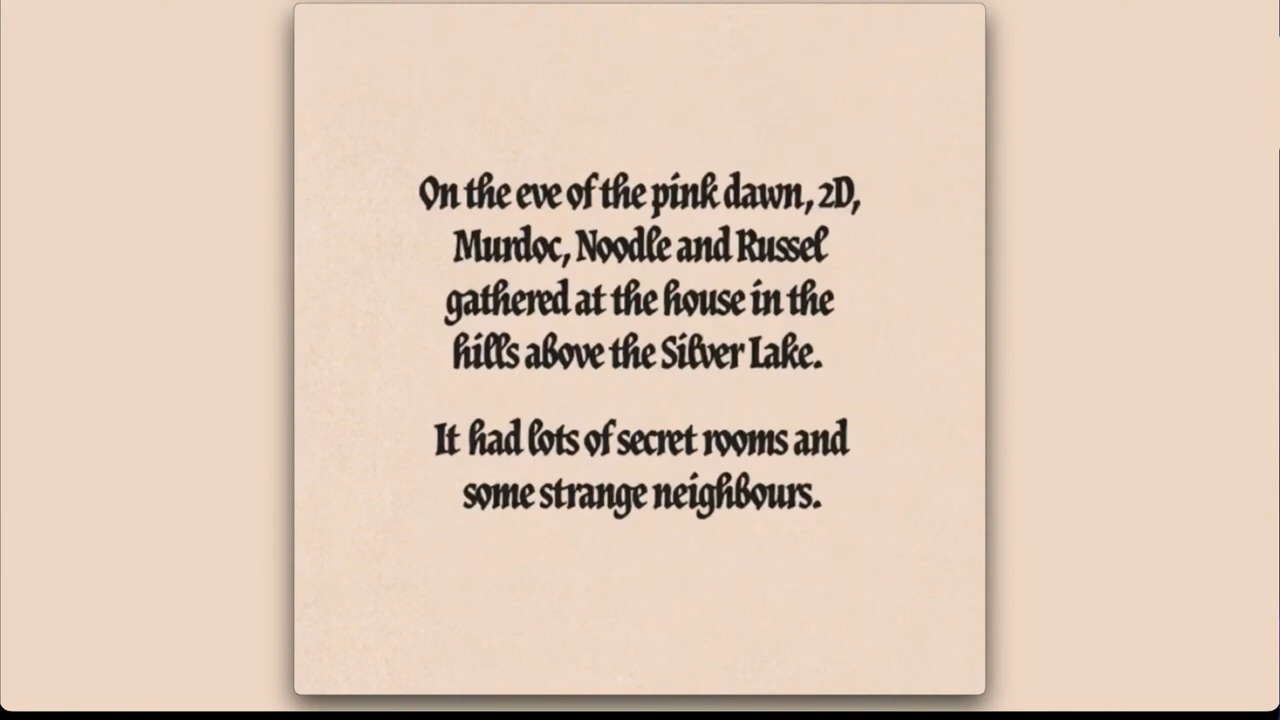 On the eve of the pink dawn, 2D,
Murdoc, Noodle and Russel
gathered at the house in the
hills above the Silver Lake.
It had lots of secret rooms and
some strange neighbours.